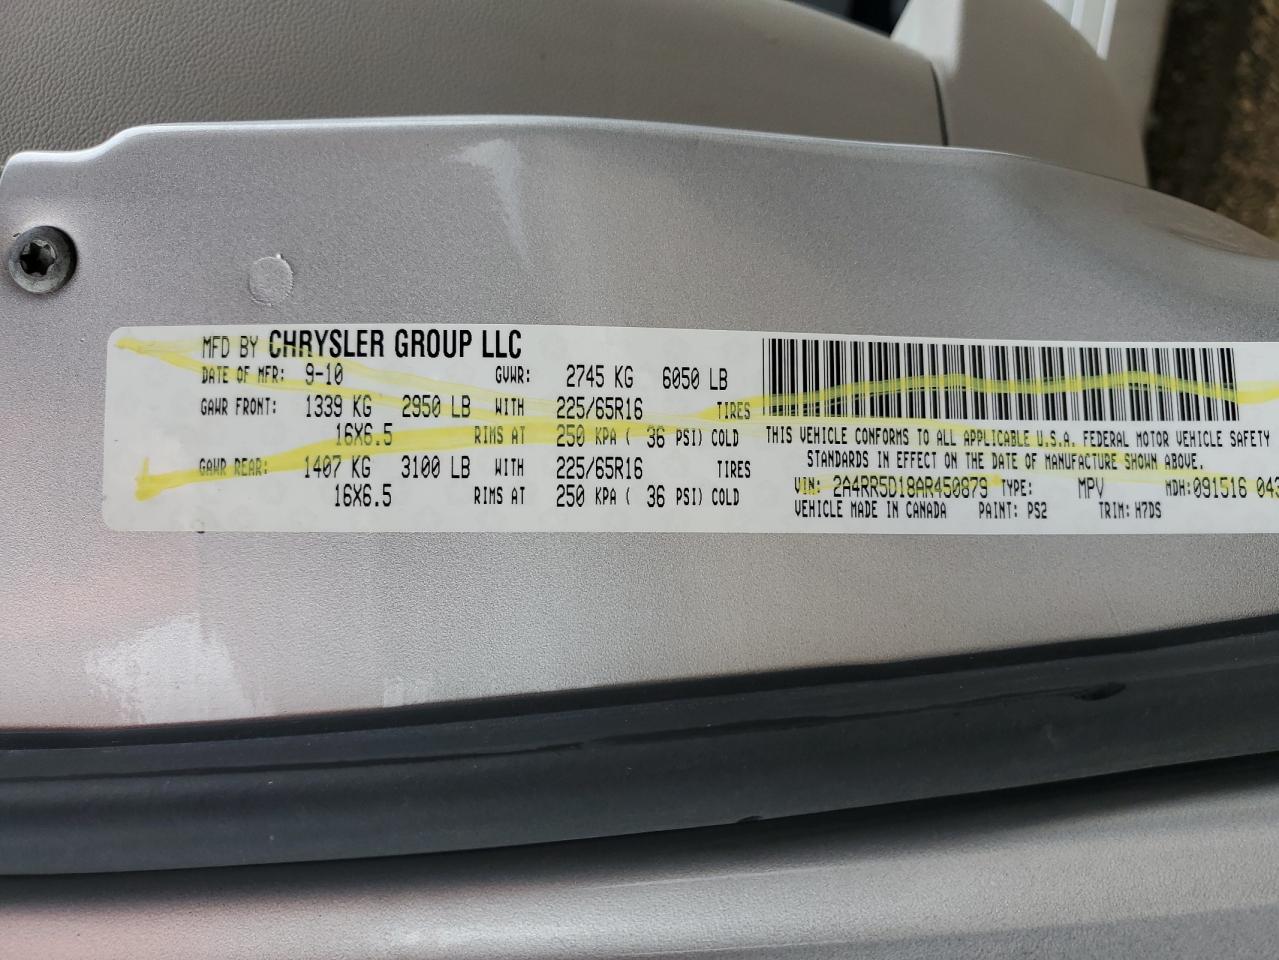 MFD BY CHRYSLER GROUP LLC
DATE OF MFR: 9-10 GVWR: 2745 KG 6050 LB
GAWR FRONT: 1339 KG 2950 LB WITH 225/65R16 TIRES
16X6.5 RIMS AT 250 KPA ( 36 PSI) COLD
GAWR REAR: 1407 KG 3100 LB WITH 225/65R16 TIRES
16X6.5 RIMS AT 250 KPA ( 36 PSI) COLD
THIS VEHICLE CONFORMS TO ALL APPLICABLE U.S.A. FEDERAL MOTOR VEHICLE SAFETY
STANDARDS IN EFFECT ON THE DATE OF MANUFACTURE SHOWN ABOVE.
VIN: 2A4RR5D18AR450879 TYPE: MPV MDH:091516 043
VEHICLE MADE IN CANADA PAINT: PS2 TRIM: H7DS